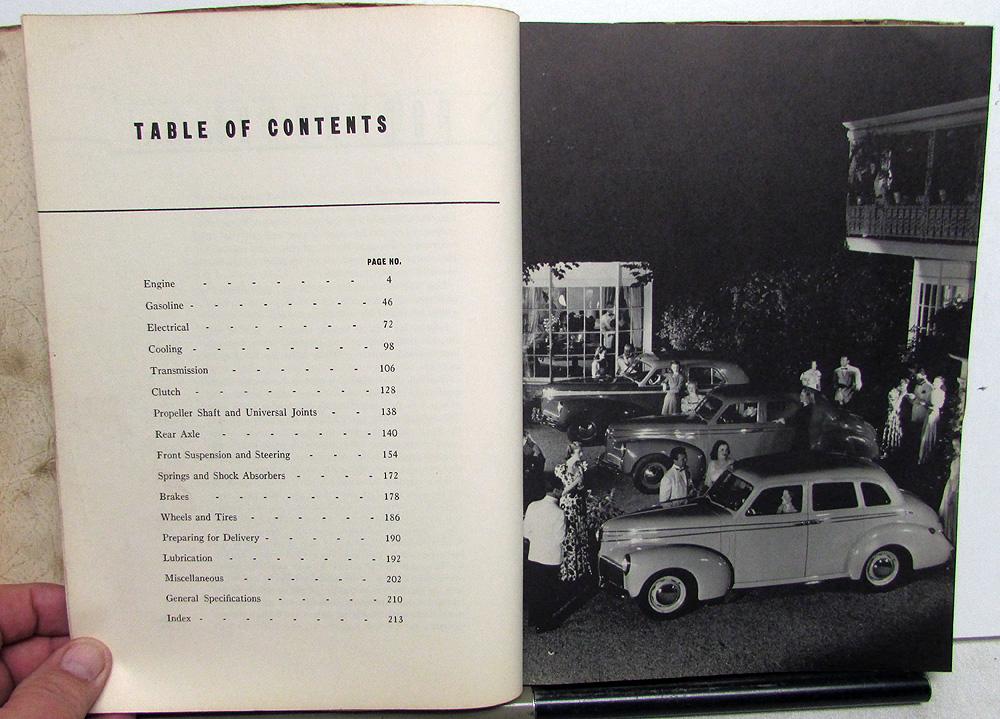 TABLE OF CONTENTS
PAGE NO.
Engine - - - - - - - 4
Gasoline - - - - - - - - 46
Electrical - - - - - - - 72
Cooling - - - - - - - - 98
Transmission - - - - - - 106
Clutch - - - - - - - - 128
Propeller Shaft and Universal Joints - - 138
Rear Axle - - - - - - - 140
Front Suspension and Steering - - - 154
Springs and Shock Absorbers - - - - 172
Brakes - - - - - - - - 178
Wheels and Tires - - - - - - 186
Preparing for Delivery - - - - - - 190
Lubrication - - - - - - - 192
Miscellaneous - - - - - - - 202
General Specifications - - - - - 210
Index - - - - - - - - 213